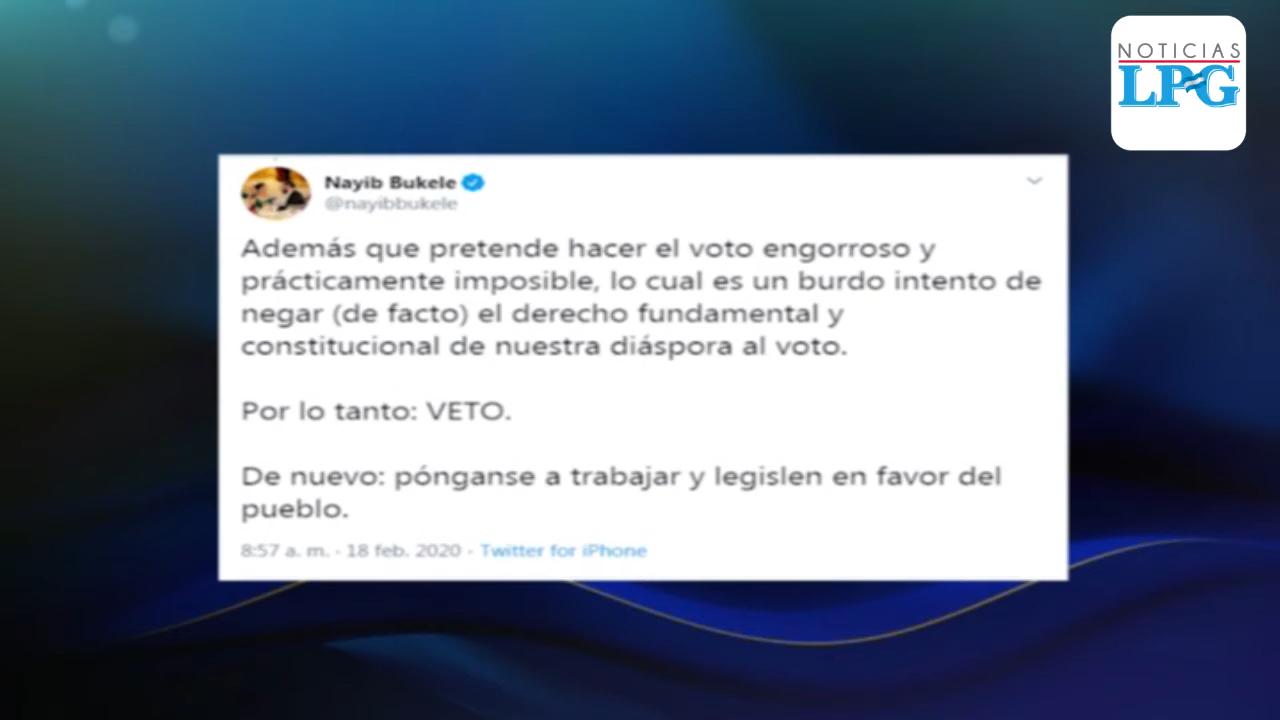 NOTICIAS
LPG
Nayib Bukele
@nayibbukele
Además que pretende hacer el voto engorroso y
prácticamente imposible, lo cual es un burdo intento de
negar (de facto) el derecho fundamental y
constitucional de nuestra diáspora al voto.
Por lo tanto: VETO.
De nuevo: pónganse a trabajar y legislen en favor del
pueblo.
8:57 a. m. · 18 feb. 2020 · Twitter for iPhone